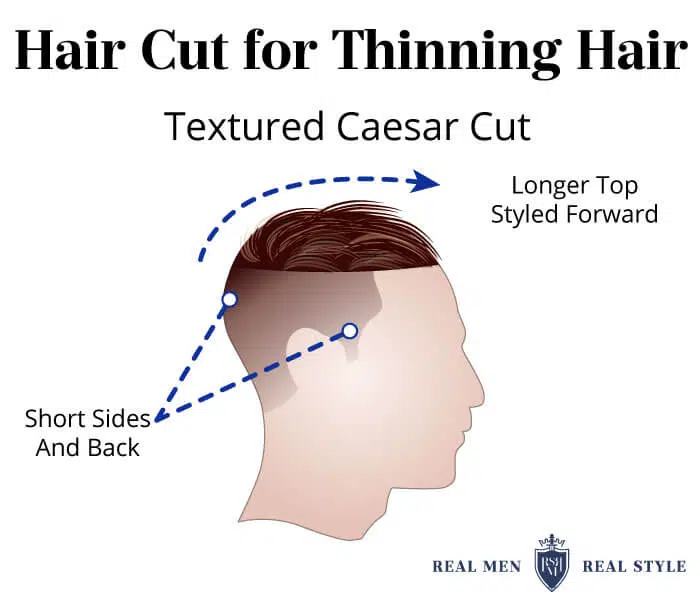 Hair Cut for Thinning Hair
Textured Caesar Cut
Longer Top
Styled Forward
Short Sides
And Back
REAL MEN RMRS REAL STYLE